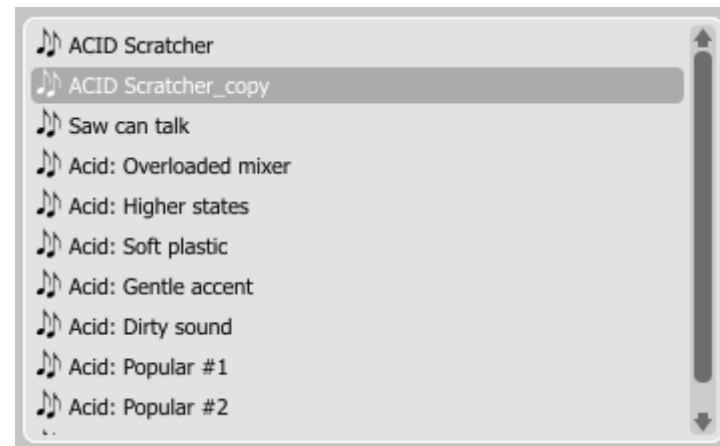 ACID Scratcher
ACID Scratcher_copy
Saw can talk
Acid: Overloaded mixer
Acid: Higher states
Acid: Soft plastic
Acid: Gentle accent
Acid: Dirty sound
Acid: Popular #1
Acid: Popular #2